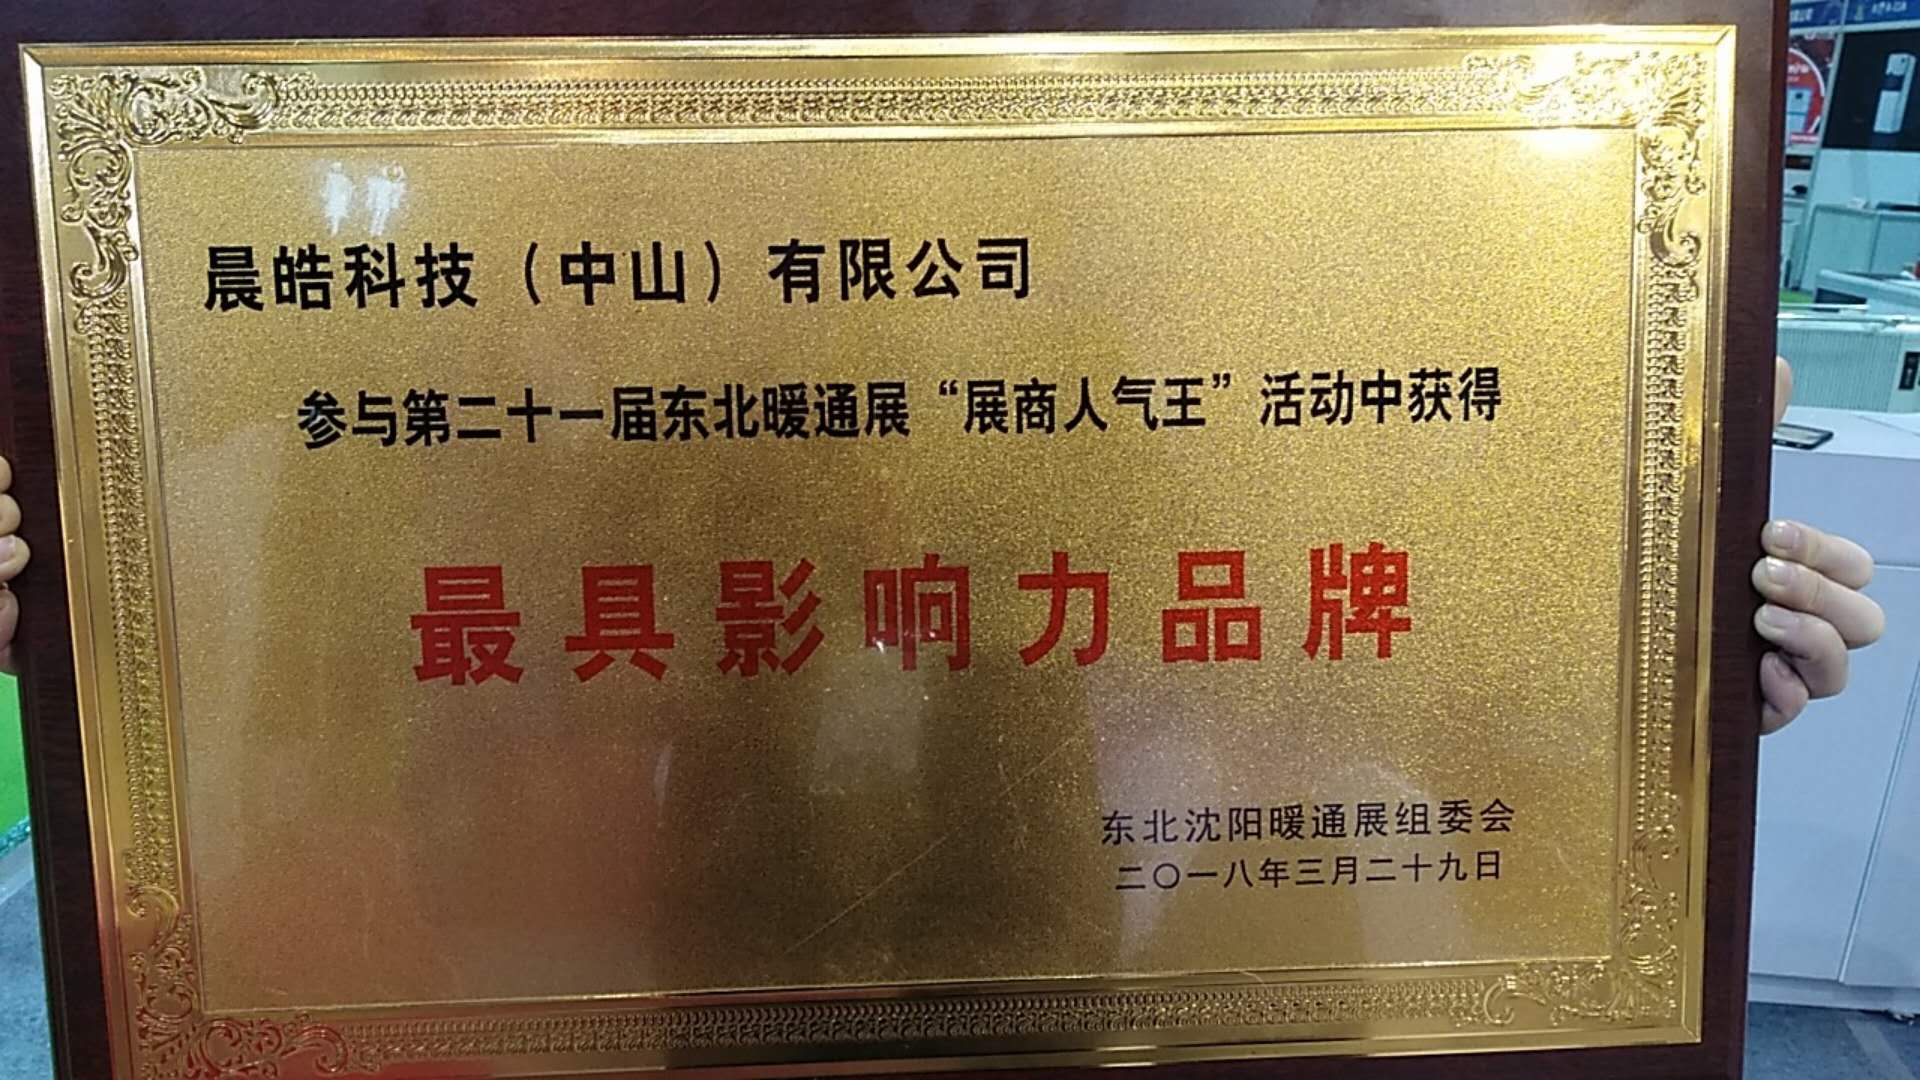 晨皓科技（中山）有限公司
参与第二十一届东北暖通展“展商人气王”活动中获得
最具影响力品牌
东北沈阳暖通展组委会
二〇一八年三月二十九日